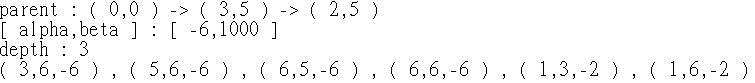 parent : ( 0,0 ) -> ( 3,5 ) -> ( 2,5 )
[ alpha,beta ] : [ -6,1000 ]
depth : 3
( 3,6,-6 ) , ( 5,6,-6 ) , ( 6,5,-6 ) , ( 6,6,-6 ) , ( 1,3,-2 ) , ( 1,6,-2 )